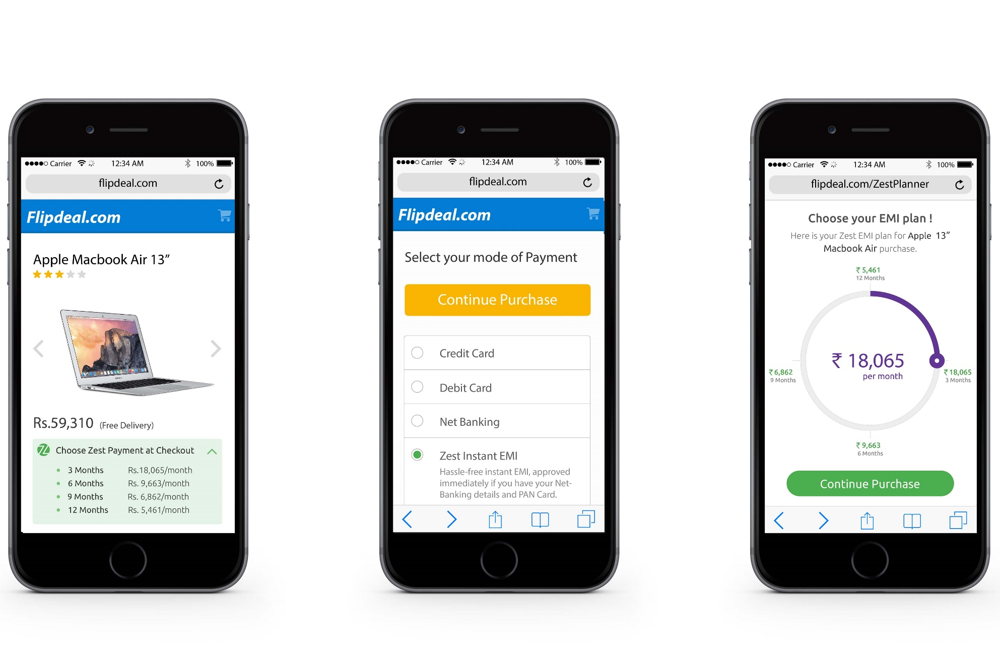 Carrier 12:34 AM 100%
flipdeal.com
Flipdeal.com
Apple Macbook Air 13”
Rs.59,310 (Free Delivery)
Choose Zest Payment at Checkout
3 Months Rs.18,065/month
6 Months Rs. 9,663/month
9 Months Rs. 6,862/month
12 Months Rs. 5,461/month
Carrier 12:34 AM 100%
flipdeal.com
Flipdeal.com
Select your mode of Payment
Continue Purchase
Credit Card
Debit Card
Net Banking
Zest Instant EMI
Hassle-free instant EMI, approved
immediately if you have your Net-
Banking details and PAN Card.
Carrier 12:34 AM 100%
flipdeal.com/ZestPlanner
Choose your EMI plan !
Here is your Zest EMI plan for Apple 13”
Macbook Air purchase.
₹ 5,461
12 Months
₹ 18,065
per month
₹ 6,862
9 Months
₹ 18,065
3 Months
₹ 9,663
6 Months
Continue Purchase